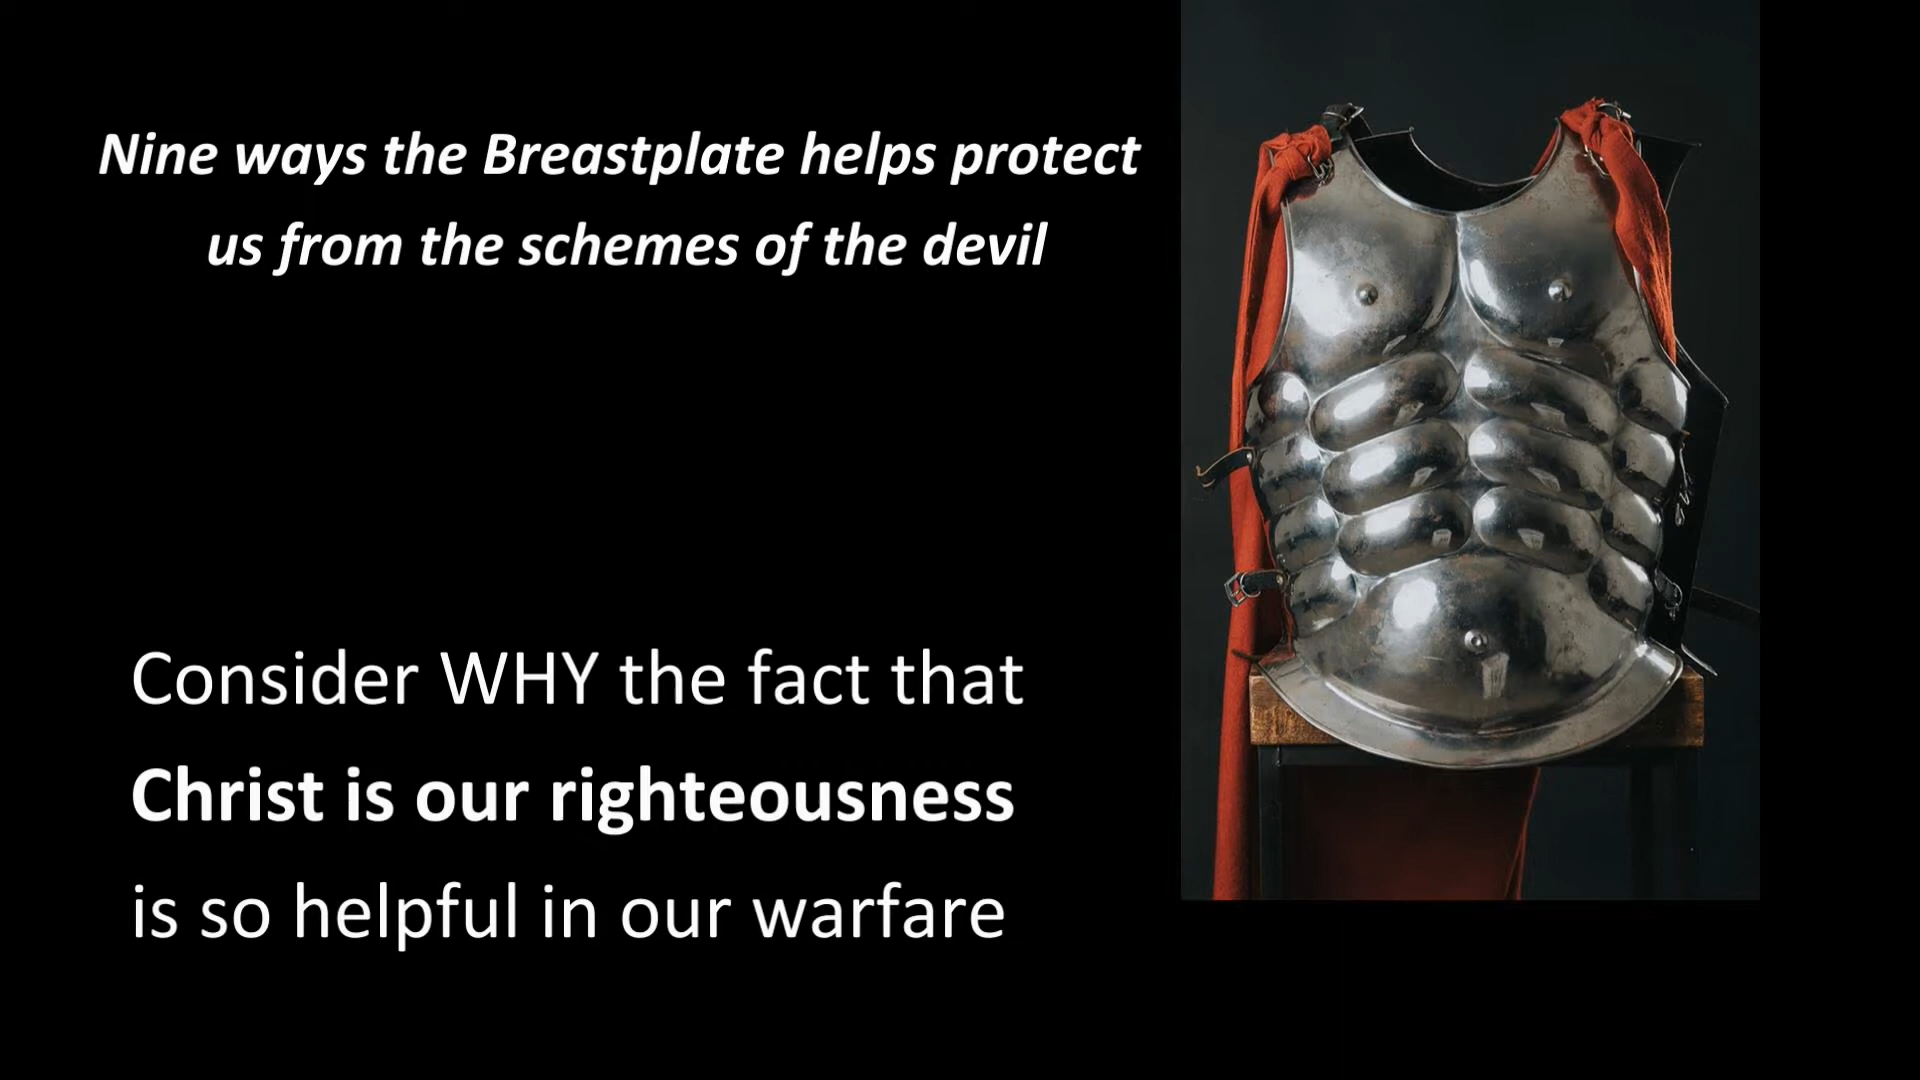 Nine ways the Breastplate helps protect
us from the schemes of the devil
Consider WHY the fact that
Christ is our righteousness
is so helpful in our warfare